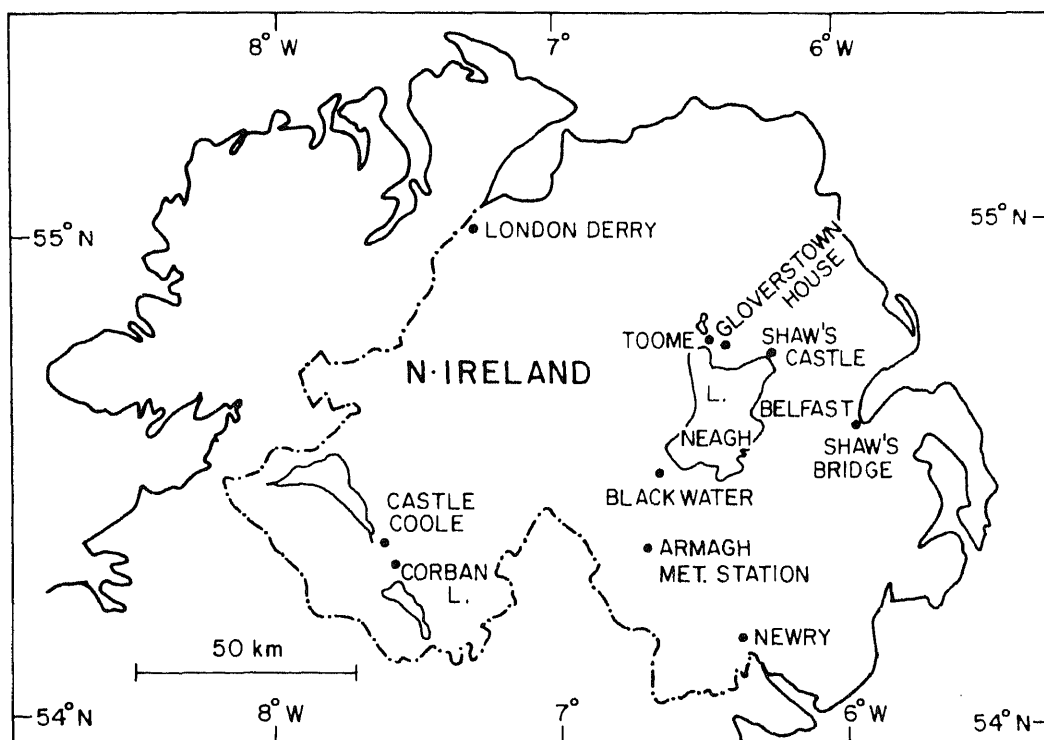 8°W
7°
6°W
55°N
55°N
LONDON DERRY
GLOVERSTOWN
HOUSE
TOOME
SHAW'S
CASTLE
N·IRELAND
L.
NEAGH
BELFAST
SHAW'S
BRIDGE
BLACKWATER
CASTLE
COOLE
CORBAN
L.
ARMAGH
MET. STATION
NEWRY
50 km
54°N
54°N
8°W
7°
6°W